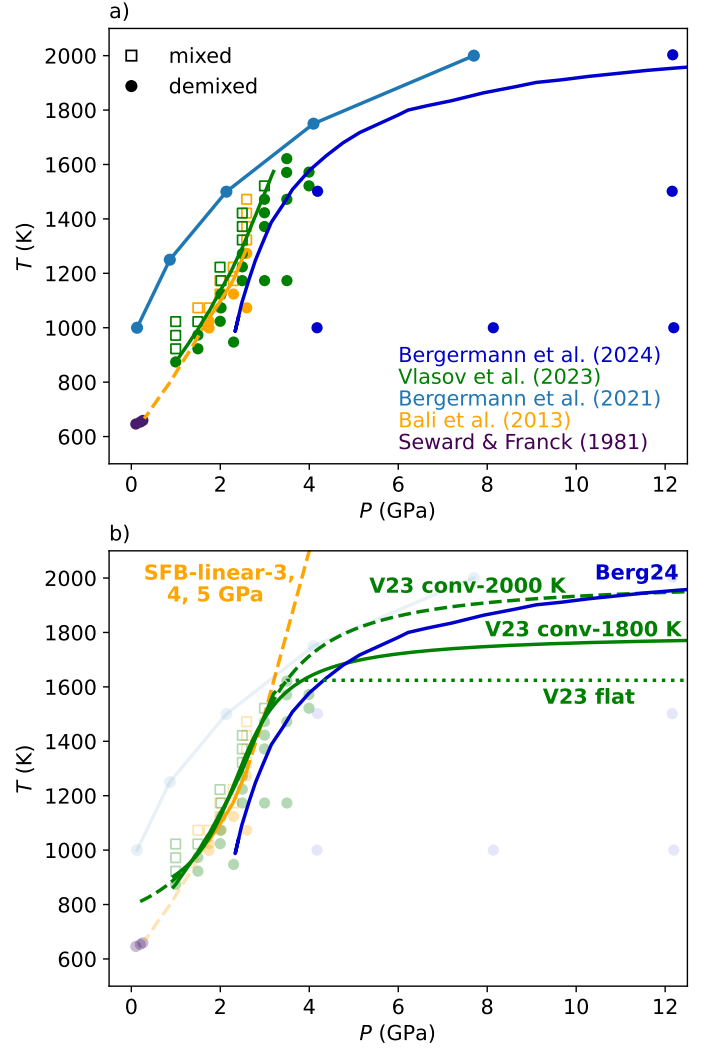 a)
2000
1800
1600
1400
1200
1000
800
600
T (K)
mixed
demixed
Bergermann et al. (2024)
Vlasov et al. (2023)
Bergermann et al. (2021)
Bali et al. (2013)
Seward & Franck (1981)
0 2 4 6 8 10 12
P (GPa)
b)
2000
1800
1600
1400
1200
1000
800
600
T (K)
SFB-linear-3,
4, 5 GPa
V23 conv-2000 K
Berg24
V23 conv-1800 K
V23 flat
0 2 4 6 8 10 12
P (GPa)